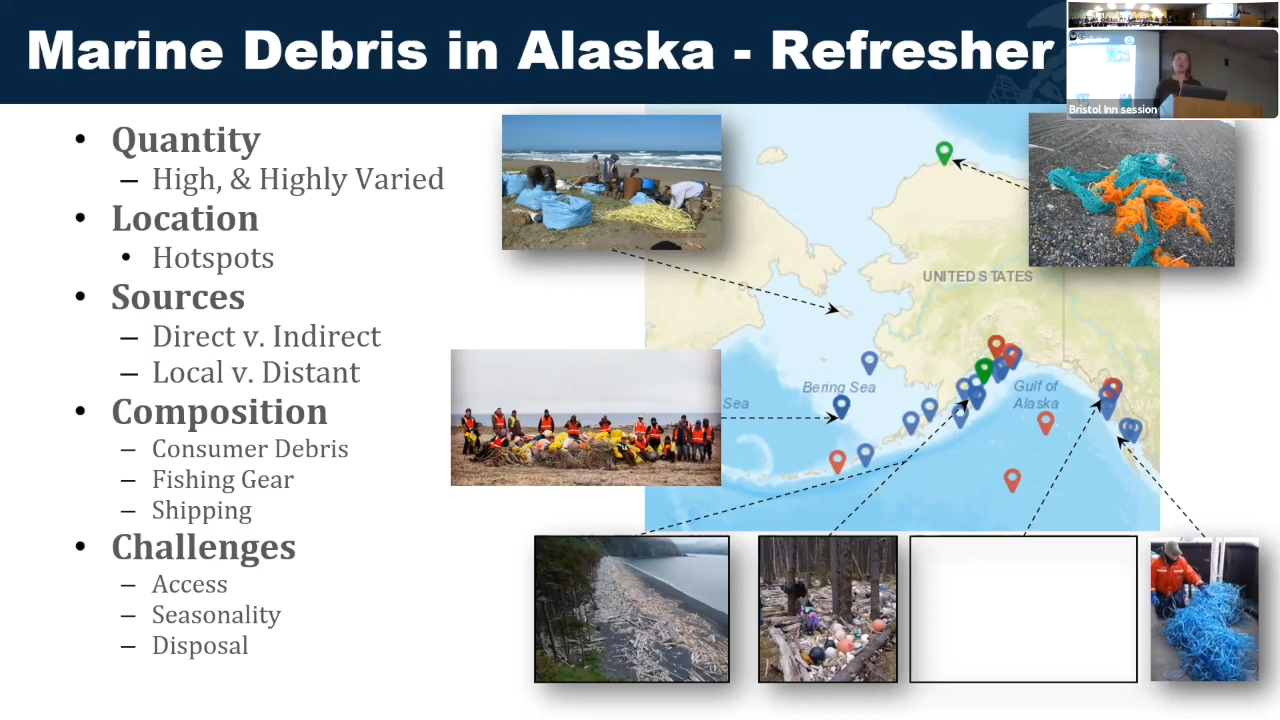 Marine Debris in Alaska - Refresher
Bristol Inn session
• Quantity
– High, & Highly Varied
• Location
• Hotspots
• Sources
– Direct v. Indirect
– Local v. Distant
• Composition
– Consumer Debris
– Fishing Gear
– Shipping
• Challenges
– Access
– Seasonality
– Disposal
UNITED STATES
Bering Sea
Sea
Gulf of
Alaska